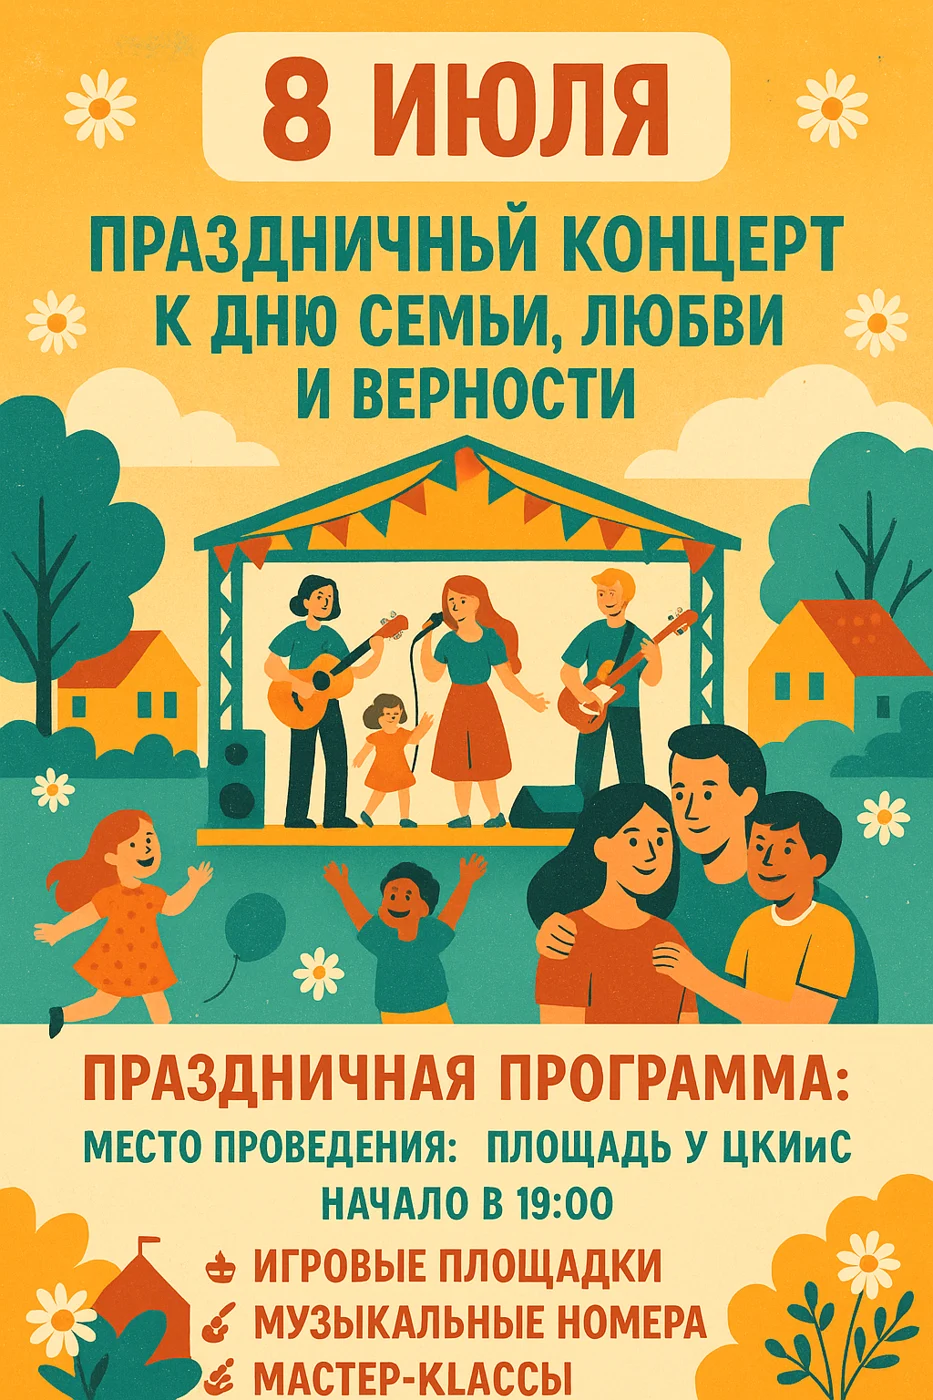 8 ИЮЛЯ
ПРАЗДНИЧНЬЙ КОНЦЕРТ
К ДНЮ СЕМЬИ, ЛЮБВИ
И ВЕРНОСТИ
ПРАЗДНИЧНАЯ ПРОГРАММА:
МЕСТО ПРОВЕДЕНИЯ: ПЛОЩАДЬ У ЦКИиС
НАЧАЛО В 19:00
ИГРОВЫЕ ПЛОЩАДКИ
МУЗЫКАЛЬНЫЕ НОМЕРА
МАСТЕР-KLАССЫ